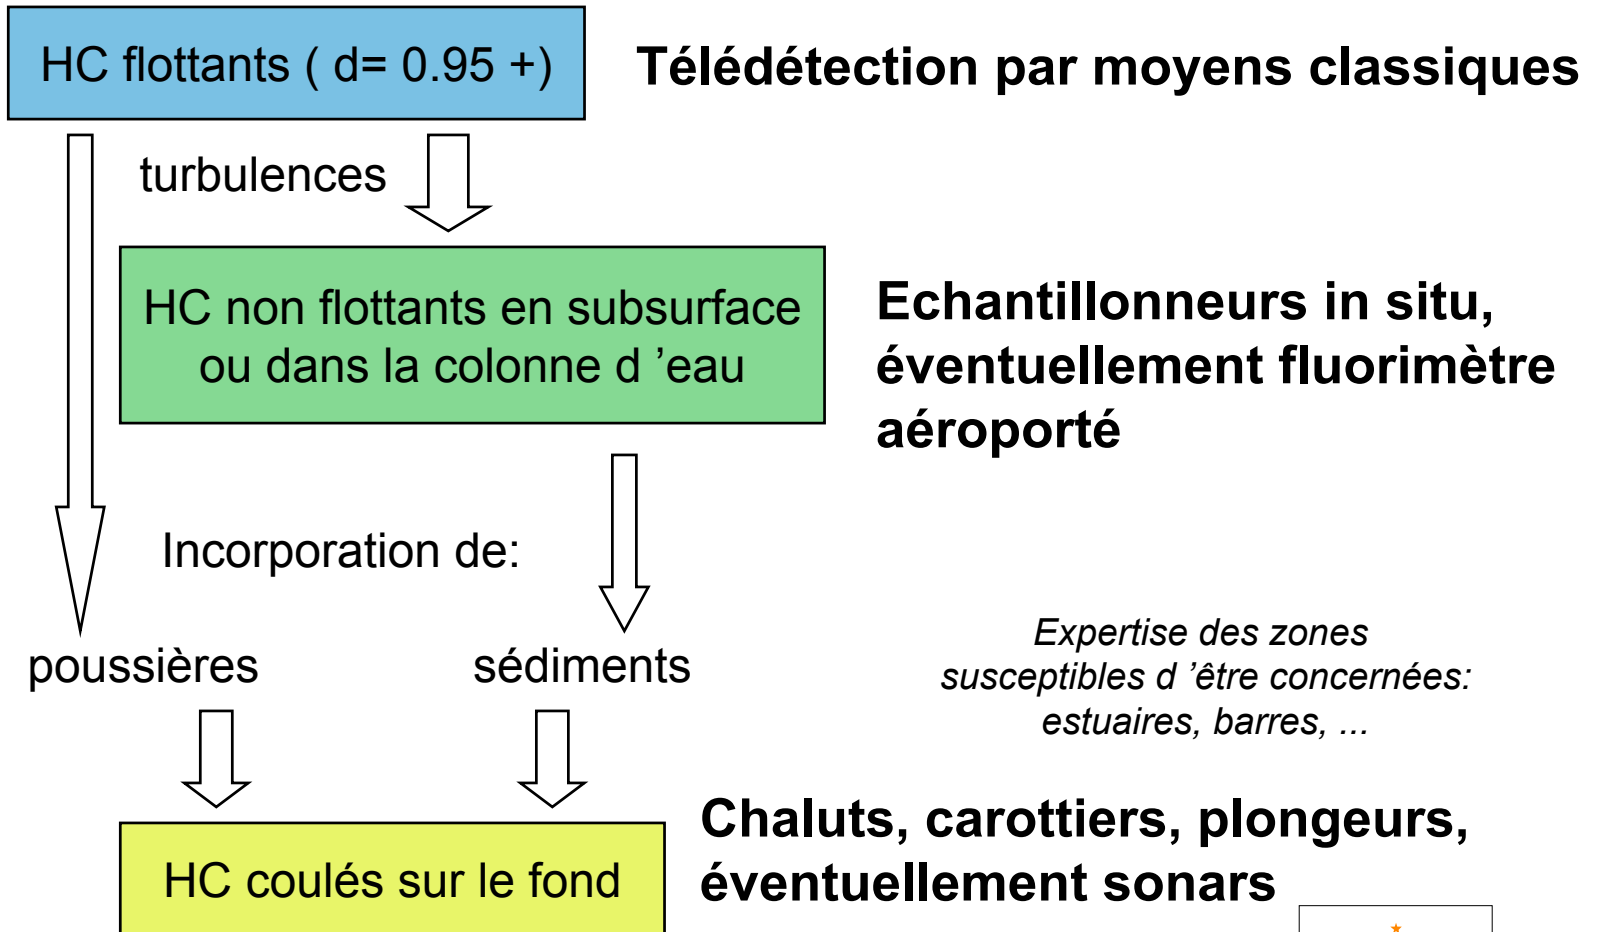 HC flottants ( d= 0.95 +)
Télédétection par moyens classiques
turbulences
HC non flottants en subsurface
ou dans la colonne d ’eau
Echantillonneurs in situ,
éventuellement fluorimètre
aéroporté
Incorporation de:
poussières
sédiments
Expertise des zones
susceptibles d ’être concernées:
estuaires, barres, ...
HC coulés sur le fond
Chaluts, carottiers, plongeurs,
éventuellement sonars